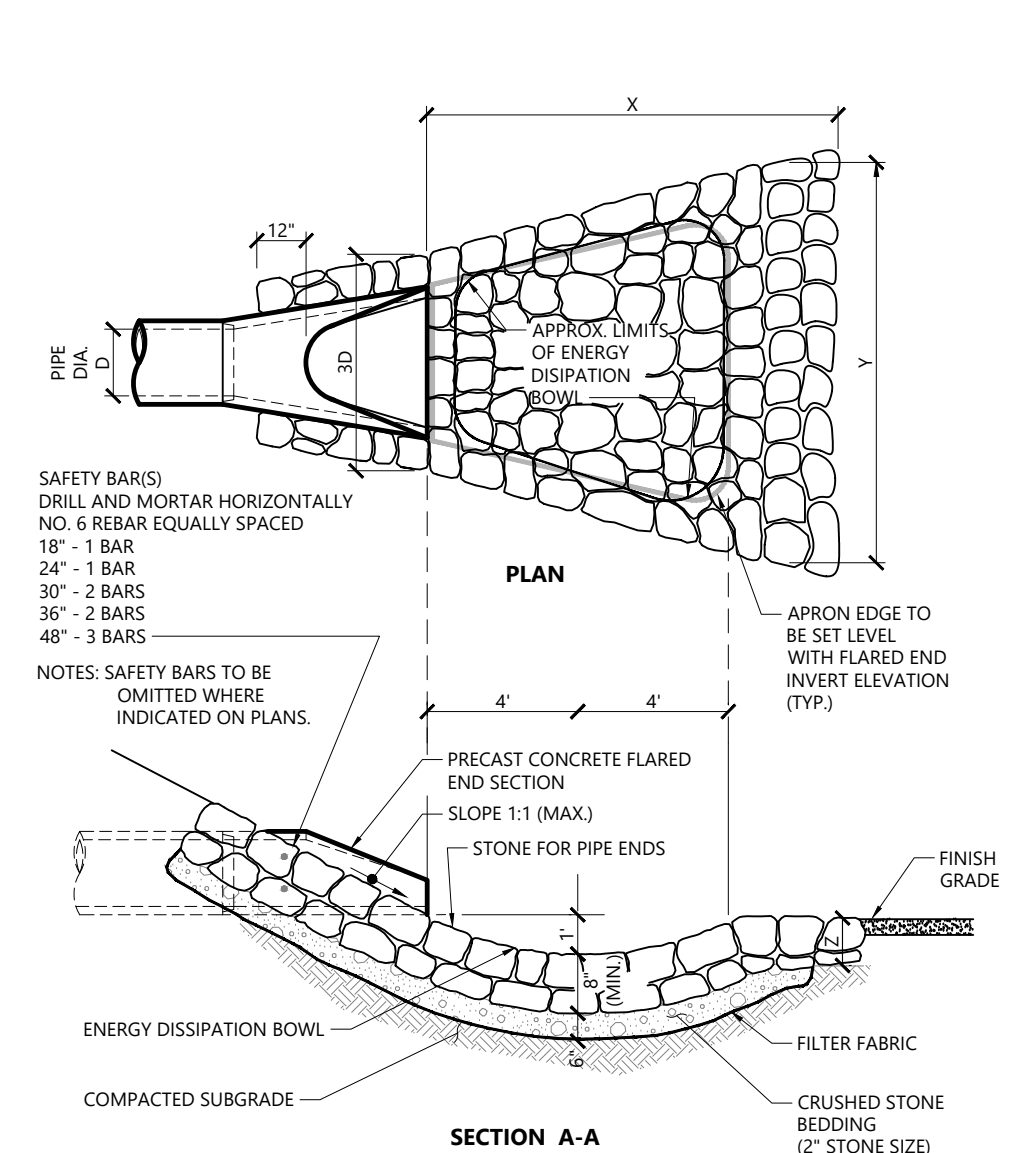 X
12"
3D
Y
PIPE
DIA.
D
APPROX. LIMITS
OF ENERGY
DISIPATION
BOWL
SAFETY BAR(S)
DRILL AND MORTAR HORIZONTALLY
NO. 6 REBAR EQUALLY SPACED
18" - 1 BAR
24" - 1 BAR
30" - 2 BARS
36" - 2 BARS
48" - 3 BARS
NOTES: SAFETY BARS TO BE
OMITTED WHERE
INDICATED ON PLANS.
PLAN
APRON EDGE TO
BE SET LEVEL
WITH FLARED END
INVERT ELEVATION
(TYP.)
4'
4'
PRECAST CONCRETE FLARED
END SECTION
SLOPE 1:1 (MAX.)
STONE FOR PIPE ENDS
FINISH
GRADE
1'
8"
(MIN.)
Z
6"
ENERGY DISSIPATION BOWL
FILTER FABRIC
COMPACTED SUBGRADE
CRUSHED STONE
BEDDING
(2" STONE SIZE)
SECTION A-A